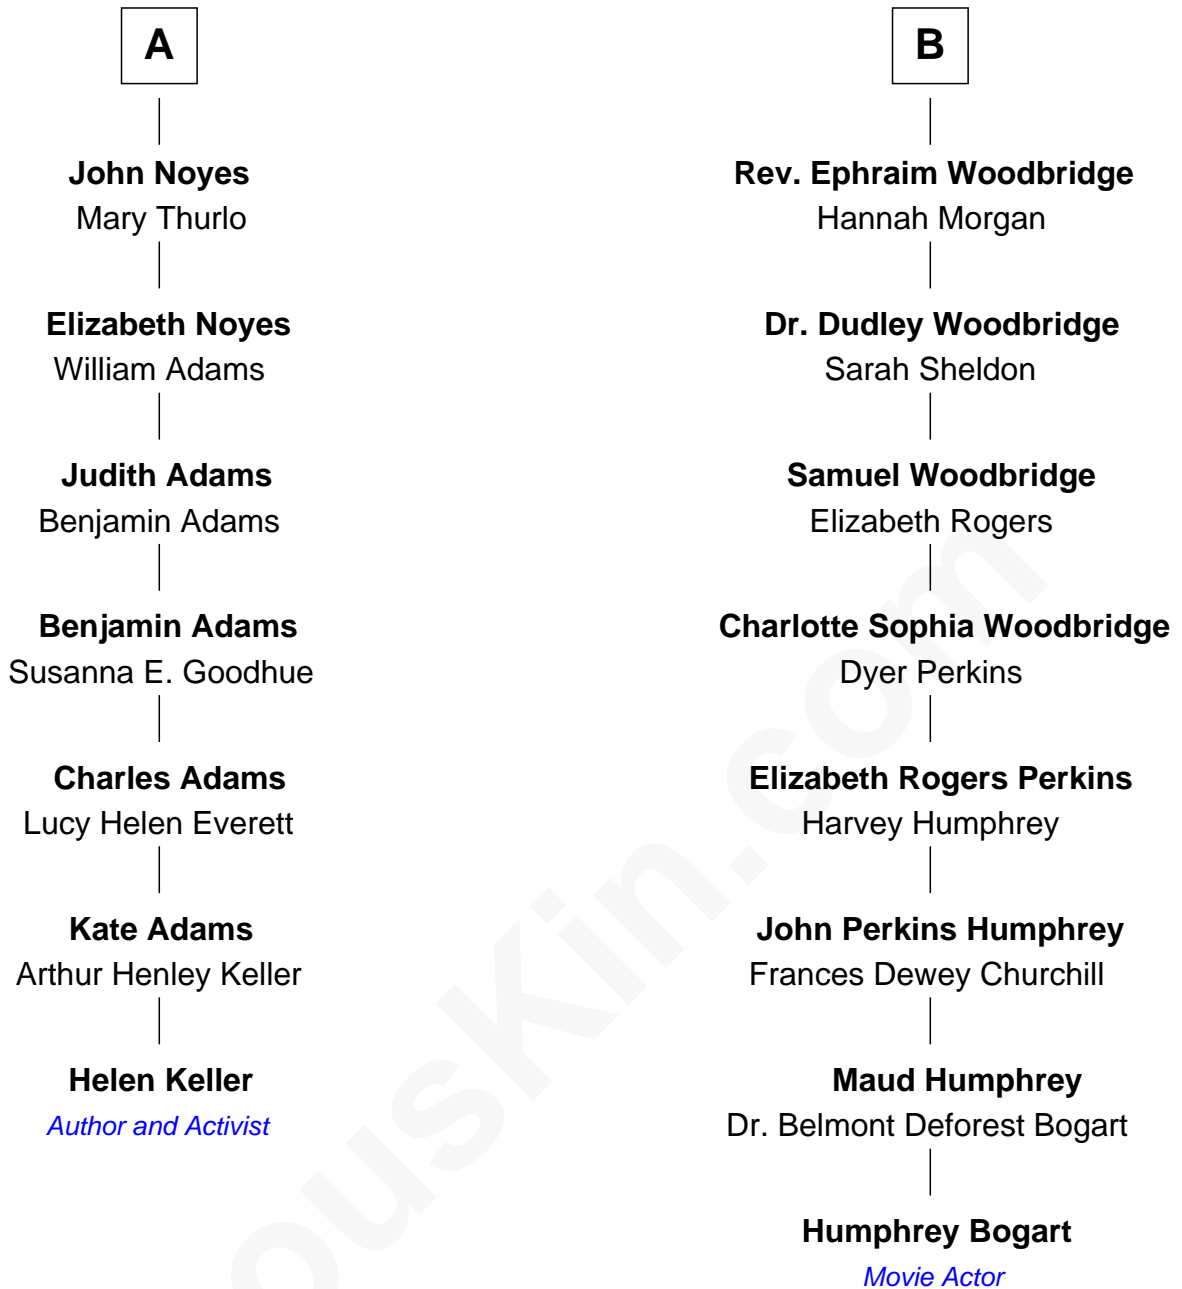 A
John Noyes
Mary Thurlo
Elizabeth Noyes
William Adams
Judith Adams
Benjamin Adams
Benjamin Adams
Susanna E. Goodhue
Charles Adams
Lucy Helen Everett
Kate Adams
Arthur Henley Keller
Helen Keller
Author and Activist
B
Rev. Ephraim Woodbridge
Hannah Morgan
Dr. Dudley Woodbridge
Sarah Sheldon
Samuel Woodbridge
Elizabeth Rogers
Charlotte Sophia Woodbridge
Dyer Perkins
Elizabeth Rogers Perkins
Harvey Humphrey
John Perkins Humphrey
Frances Dewey Churchill
Maud Humphrey
Dr. Belmont Deforest Bogart
Humphrey Bogart
Movie Actor
ousKin.com